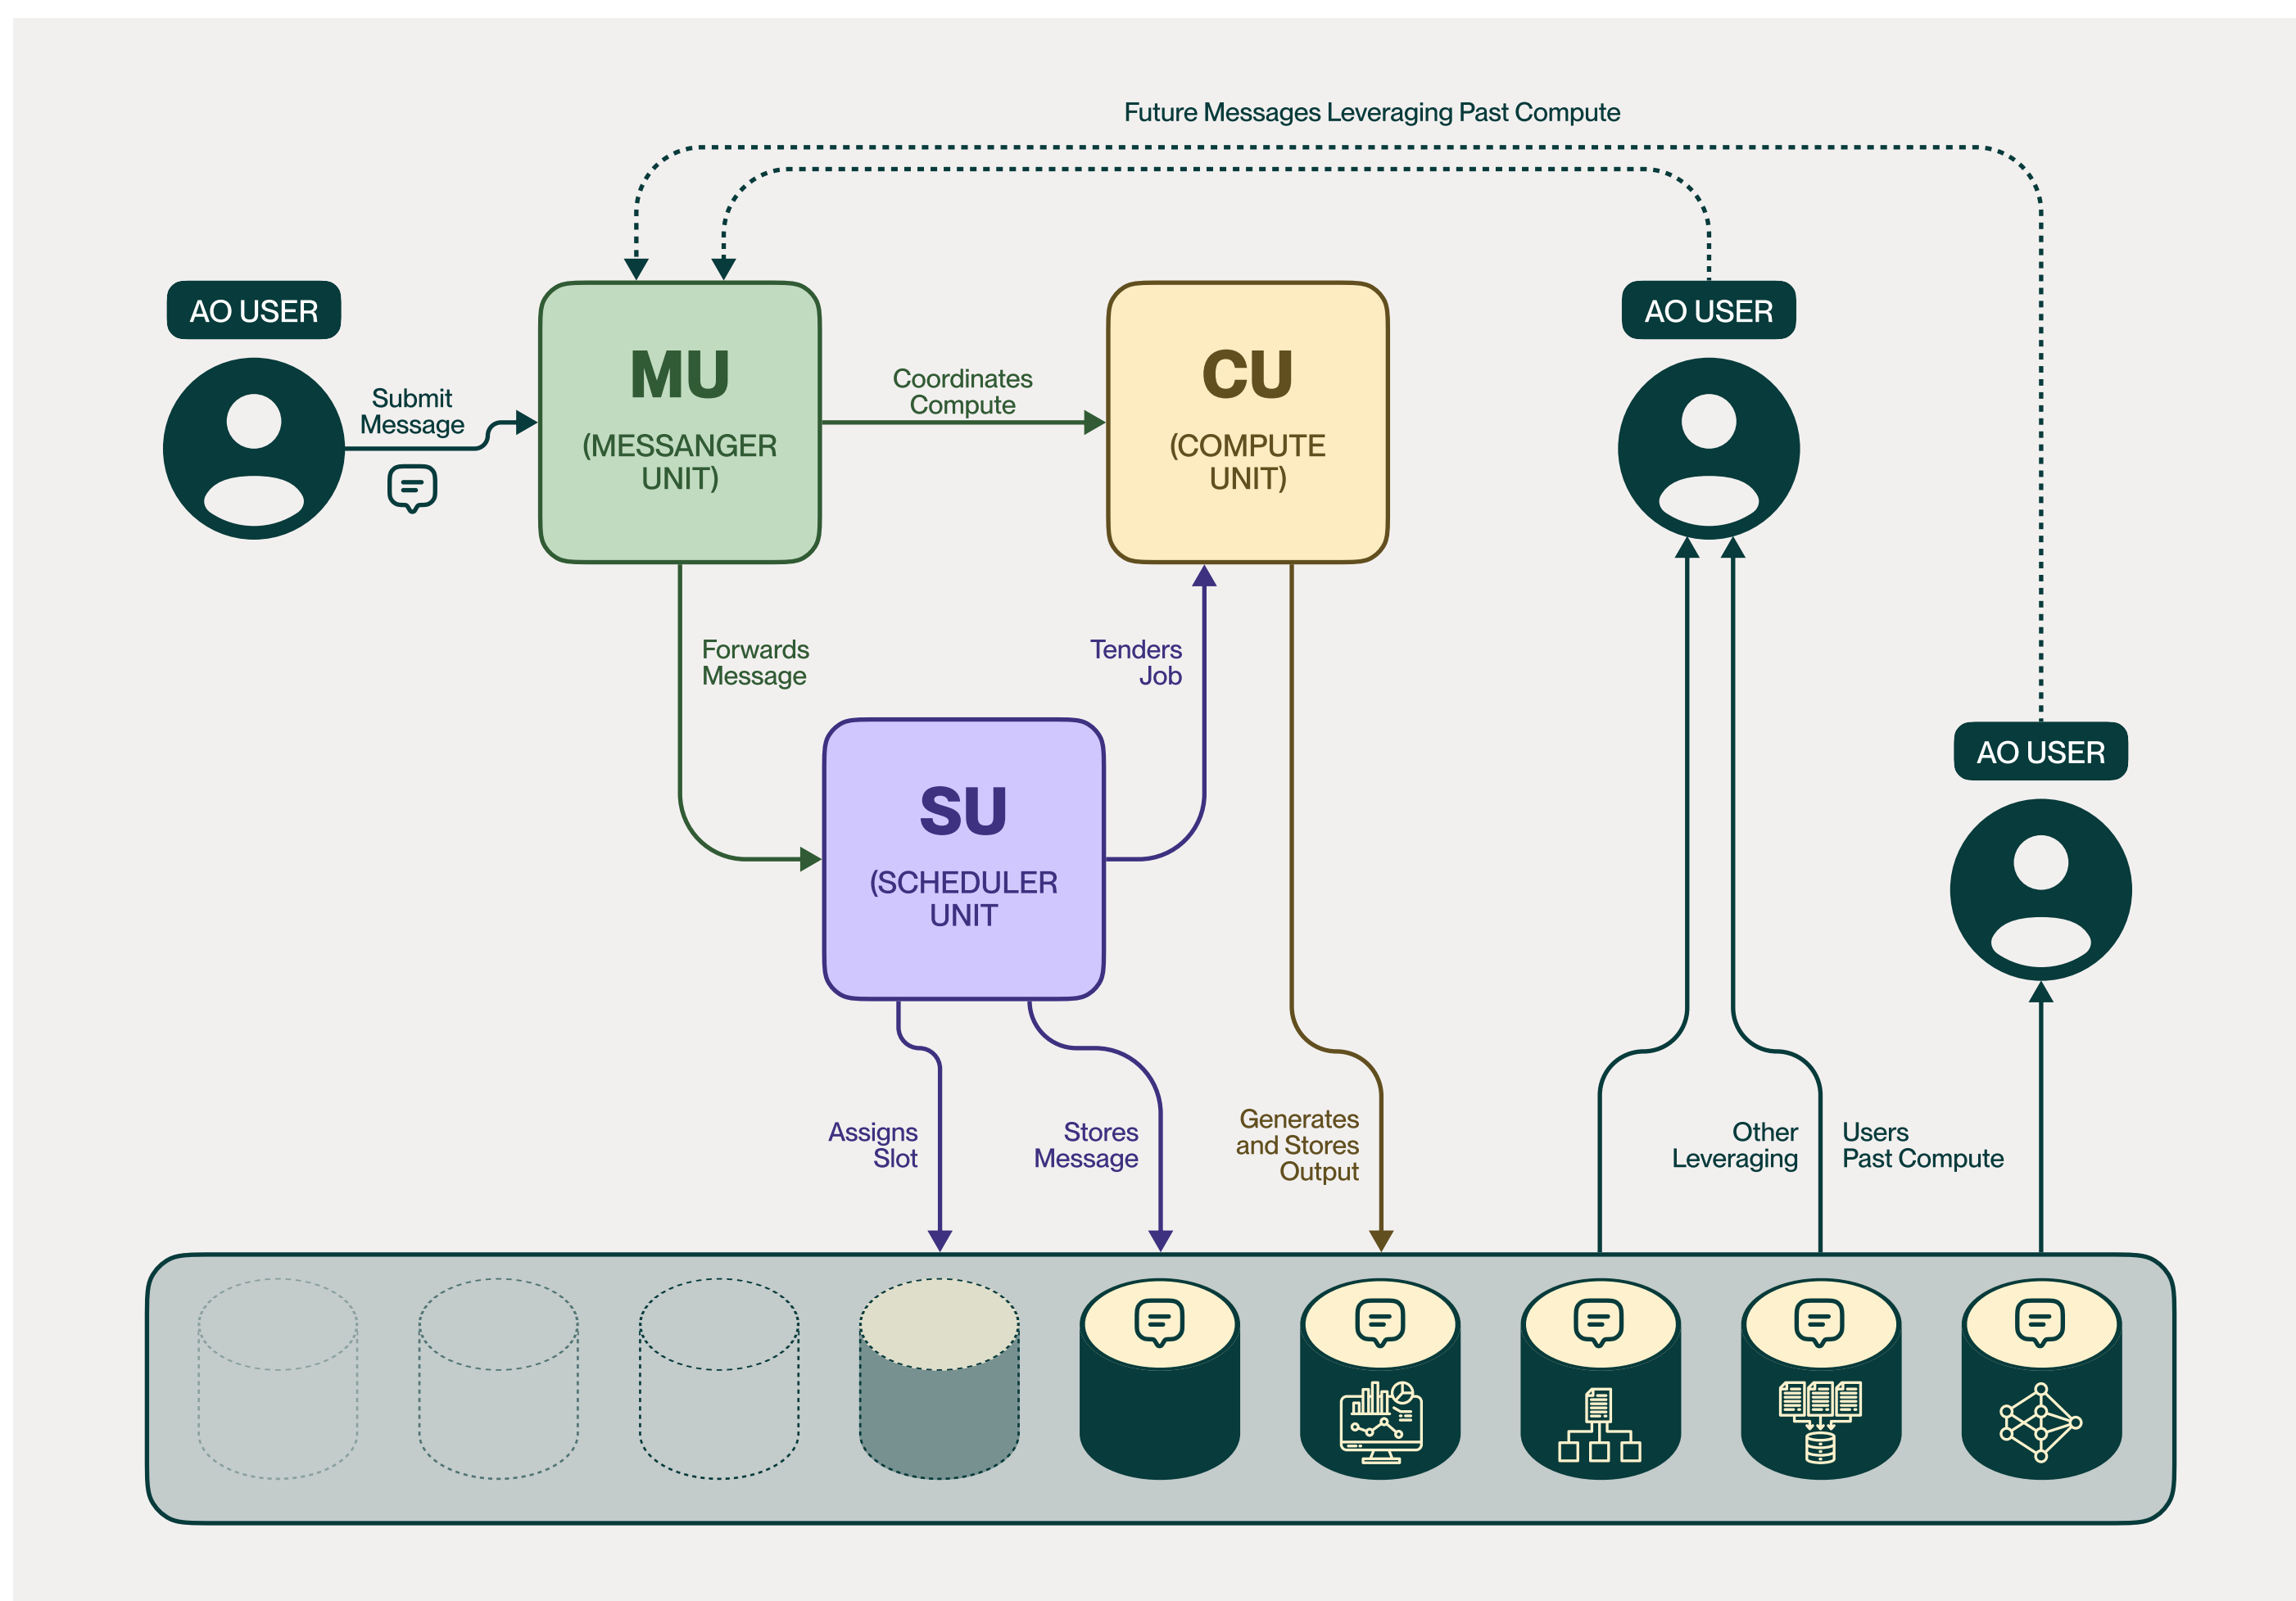 Future Messages Leveraging Past Compute
AO USER
Submit
Message
MU
(MESSANGER
UNIT)
Coordinates
Compute
CU
(COMPUTE
UNIT)
AO USER
Forwards
Message
Tenders
Job
SU
(SCHEDULER
UNIT
AO USER
Assigns
Slot
Stores
Message
Generates
and Stores
Output
Other
Leveraging
Users
Past Compute